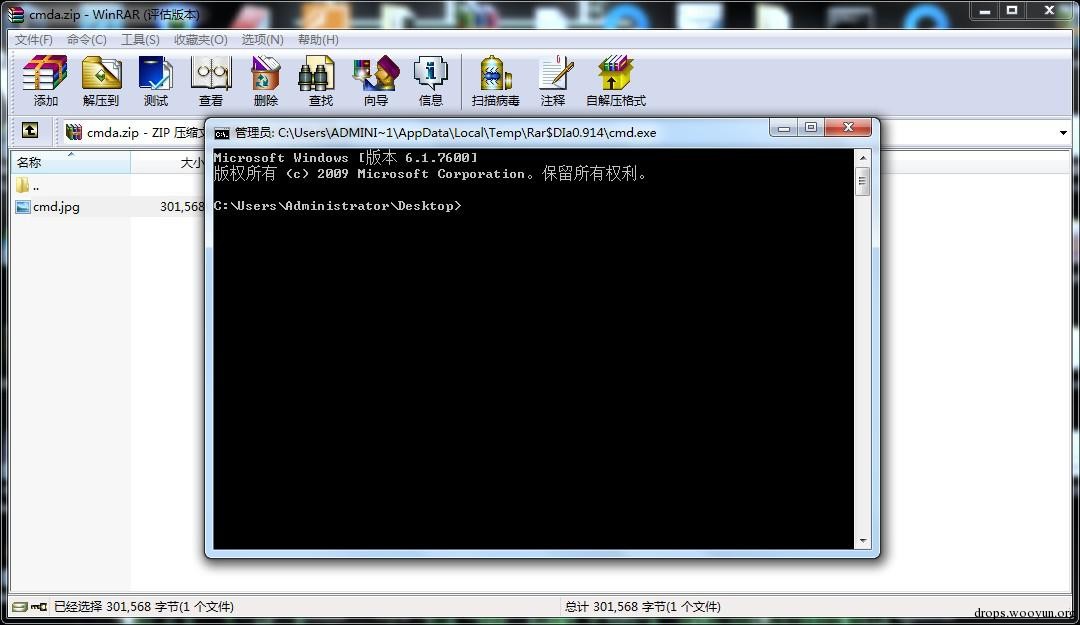 cmda.zip - WinRAR (评估版本)
文件(F) 命令(C) 工具(S) 收藏夹(O) 选项(N) 帮助(H)
添加 解压到 测试 查看 删除 查找 向导 信息 扫描病毒 注释 自解压格式
cmda.zip - ZIP 压缩文
名称 大小
..
cmd.jpg 301,568
管理员: C:\Users\ADMINI~1\AppData\Local\Temp\Rar$DIa0.914\cmd.exe
Microsoft Windows [版本 6.1.7600]
版权所有 (c) 2009 Microsoft Corporation。保留所有权利。
C:\Users\Administrator\Desktop>
已经选择 301,568 字节(1 个文件) 总计 301,568 字节(1 个文件)
drops.wooyun.org